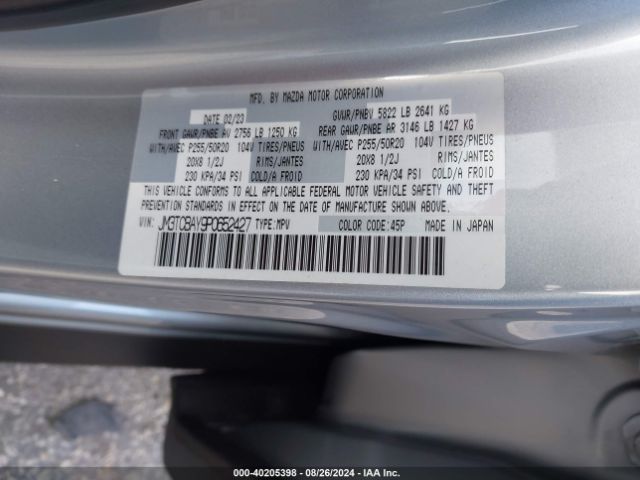 MFD. BY MAZDA MOTOR CORPORATION
DATE 02/23 GVWR/PNBV 5822 LB 2641 KG
FRONT GAWR/PNBE AV 2756 LB 1250 KG REAR GAWR/PNBE AR 3146 LB 1427 KG
WITH/AVEC P255/50R20 104V TIRES/PNEUS WITH/AVEC P255/50R20 104V TIRES/PNEUS
20X8 1/2J RIMS/JANTES 20X8 1/2J RIMS/JANTES
230 KPA/34 PSI COLD/A FROID 230 KPA/34 PSI COLD/A FROID
THIS VEHICLE CONFORMS TO ALL APPLICABLE FEDERAL MOTOR VEHICLE SAFETY AND THEFT
PREVENTION STANDARDS IN EFFECT ON THE DATE OF MANUFACTURE SHOWN ABOVE.
VIN: JM3TCBAY9P0652427 TYPE:MPV COLOR CODE: 45P MADE IN JAPAN
000-40205398 - 08/26/2024 - IAA Inc.